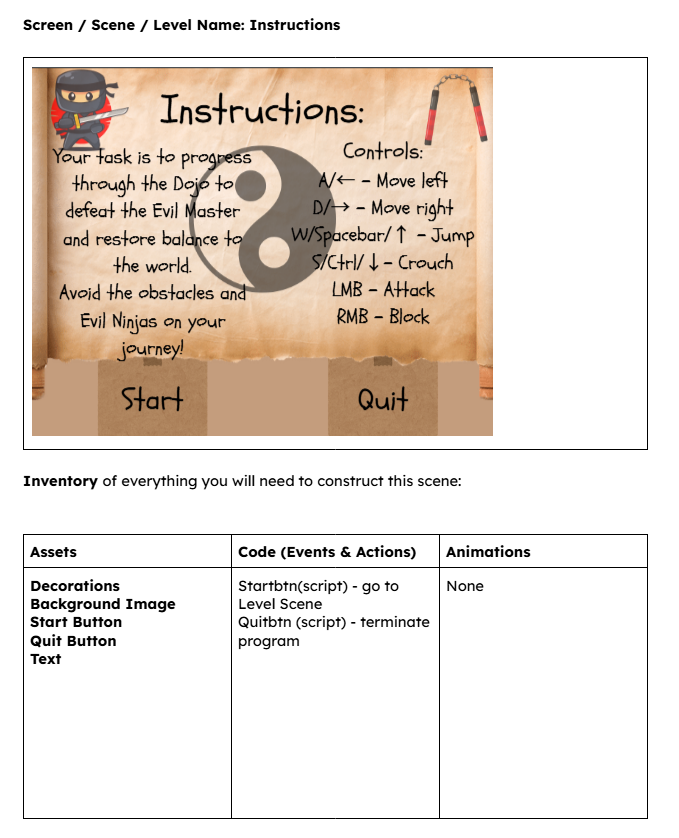 Screen / Scene / Level Name: Instructions
Instructions:
Your task is to progress
through the Dojo to
defeat the Evil Master
and restore balance to
the world.
Avoid the obstacles and
Evil Ninjas on your
journey!
Controls:
A/← - Move left
D/→ - Move right
W/Spacebar/ ↑ - Jump
S/Ctrl/ ↓ - Crouch
LMB - Attack
RMB - Block
Start
Quit
Inventory of everything you will need to construct this scene:
Assets
Code (Events & Actions)
Animations
Decorations
Background Image
Start Button
Quit Button
Text
Startbtn(script) - go to
Level Scene
Quitbtn (script) - terminate
program
None